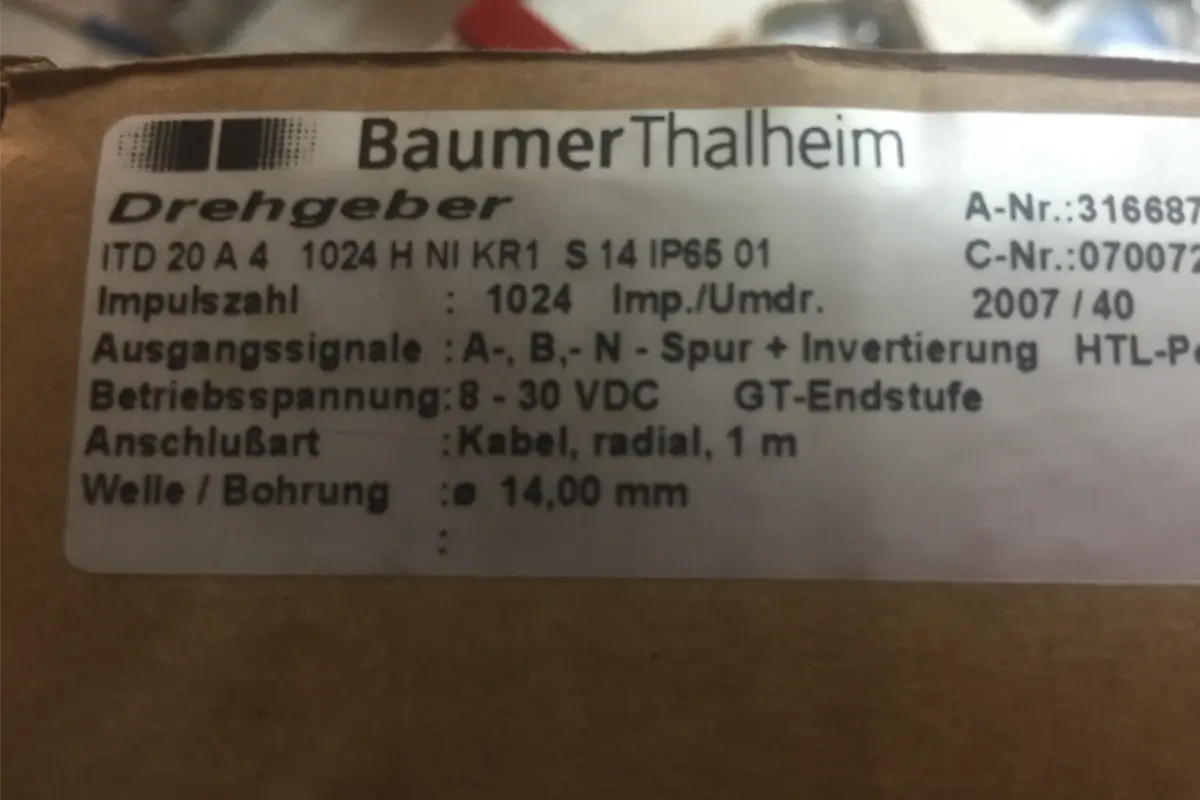 BaumerThalheim
Drehgeber
A-Nr.:316687
ITD 20 A 4 1024 H NI KR1 S 14 IP65 01
C-Nr.:070072
Impulszahl : 1024 Imp./Umdr.
2007 / 40
Ausgangssignale : A-, B,- N - Spur + Invertierung HTL-Pe
Betriebsspannung: 8 - 30 VDC GT-Endstufe
Anschlußart : Kabel, radial, 1 m
Welle / Bohrung : ø 14,00 mm
: